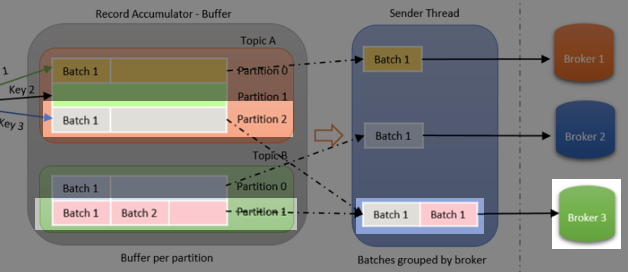 Record Accumulator - Buffer
Sender Thread
Topic A
1
Batch 1
Partition 0
Batch 1
Broker 1
Key 2
Partition 1
Key 3
Batch 1
Partition 2
Batch 1
Broker 2
Topic B
Batch 1
Partition 0
Batch 1
Batch 2
Partition 1
Batch 1
Batch 1
Broker 3
Buffer per partition
Batches grouped by broker